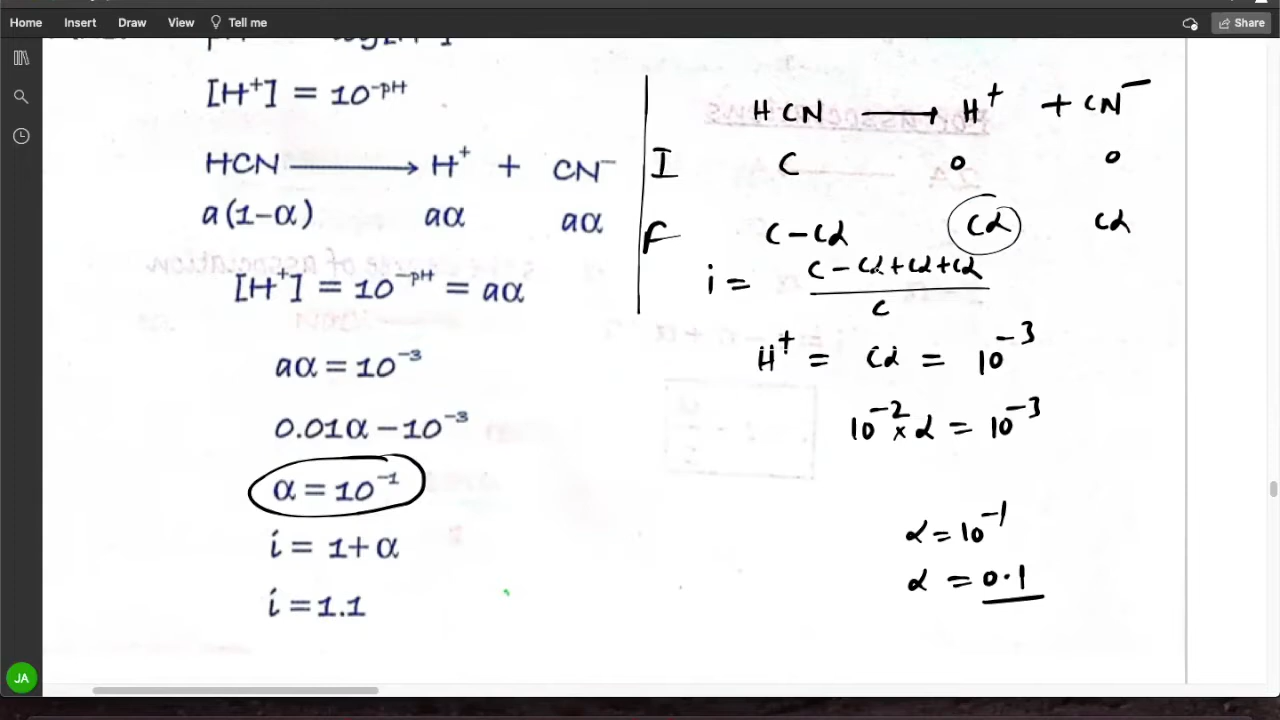 Home Insert Draw View Tell me Share
[H⁺] = 10⁻ᵖᴴ
HCN ⟶ H⁺ + CN⁻
a(1-α) aα aα
[H⁺] = 10⁻ᵖᴴ = aα
aα = 10⁻³
0.01α - 10⁻³
α = 10⁻¹
i = 1+α
i = 1.1
HCN ⟶ H⁺ + CN⁻
I C 0 0
F C-Cα Cα Cα
i = C - Cα + Cα + Cα / C
H⁺ = Cα = 10⁻³
10⁻² × α = 10⁻³
α = 10⁻¹
α = 0.1
JA